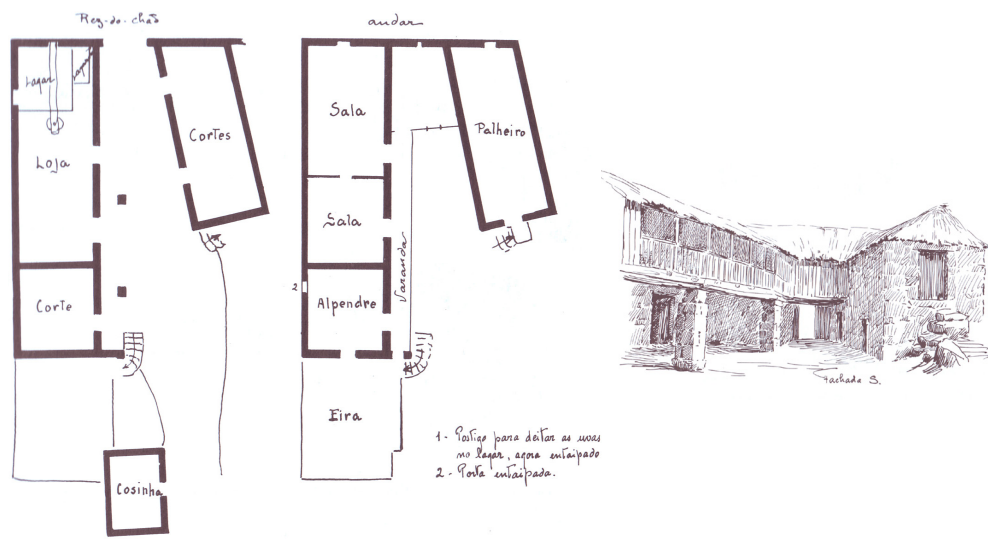 Rez-do-chão
andar
Lagar
Loja
Corte
Cortes
Cosinha
Sala
Sala
Alpendre
Varanda
Palheiro
2
Eira
1 - Postigo para deitar as uvas
no lagar, agora entaipado
2 - Porta entaipada.
Fachada S.